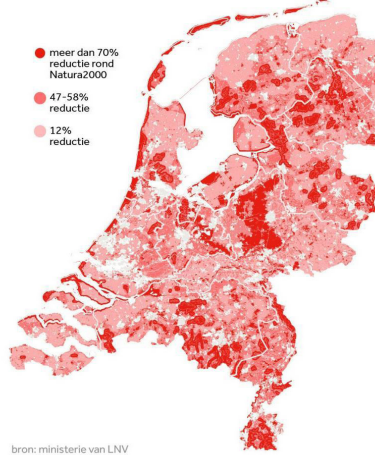 meer dan 70%
reductie rond
Natura2000
47-58%
reductie
12%
reductie
bron: ministerie van LNV